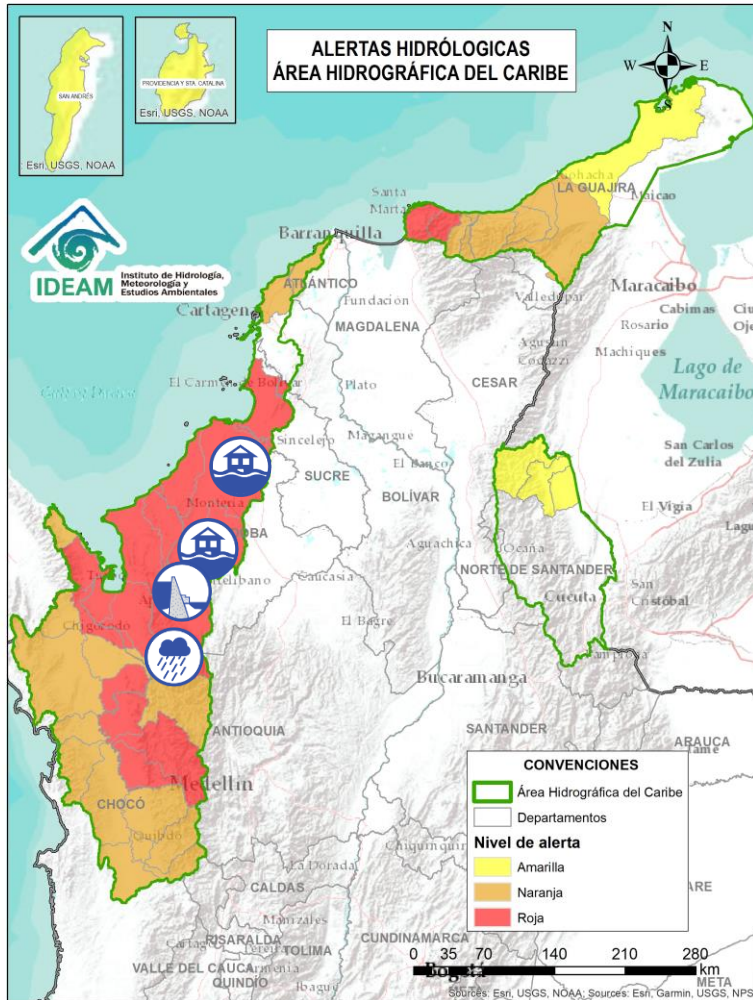 ALERTAS HIDRÓLOGICAS
ÁREA HIDROGRÁFICA DEL CARIBE
N
W
E
S
SAN ANDRÉS
Esri, USGS, NOAA
PROVIDENCIA Y STA. CATALINA
Esri, USGS, NOAA
IDEAM
Instituto de Hidrología,
Meteorología y
Estudios Ambientales
LA GUAJIRA
Maicao
Santa
Marta
Barranquilla
ATLÁNTICO
Cartagen
Fundación
MAGDALENA
Valledupar
Maracaibo
Cabimas
Rosario
Machiques
Agustín
Codazzi
CESAR
Lago de
Maracaibo
El Carmen de Bolívar
Plato
Sincelejo
Magangue
SUCRE
El Banco
BOLÍVAR
San Carlos
del Zulia
El Vigía
Montería
Aguachica
Ocaña
NORTE DE SANTANDER
Cucuta
San
Cristóbal
Caucasia
El Bagre
Chigorodó
Pamplona
Bucaramanga
ANTIOQUIA
SANTANDER
ARAUCA
Medellín
CHOCÓ
Quibdó
La Dorada
CALDAS
Manizales
RISARALDA
TOLIMA
CUNDINAMARCA
VALLE DEL CAUCA
Armenia
QUINDÍO
Ibagué
Bogotá
META
CONVENCIONES
Área Hidrográfica del Caribe
Departamentos
Nivel de alerta
Amarilla
Naranja
Roja
0 35 70 140 210 280
km
Sources: Esri, USGS, NOAA; Sources: Esri, Garmin, USGS, NPS